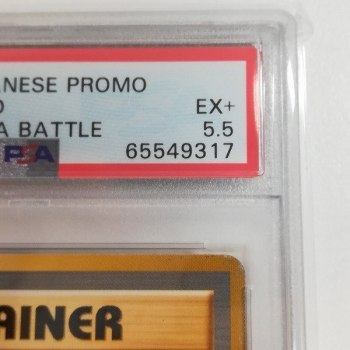 NESE PROMO
EX+
A BATTLE 5.5
PSA 65549317
AINER